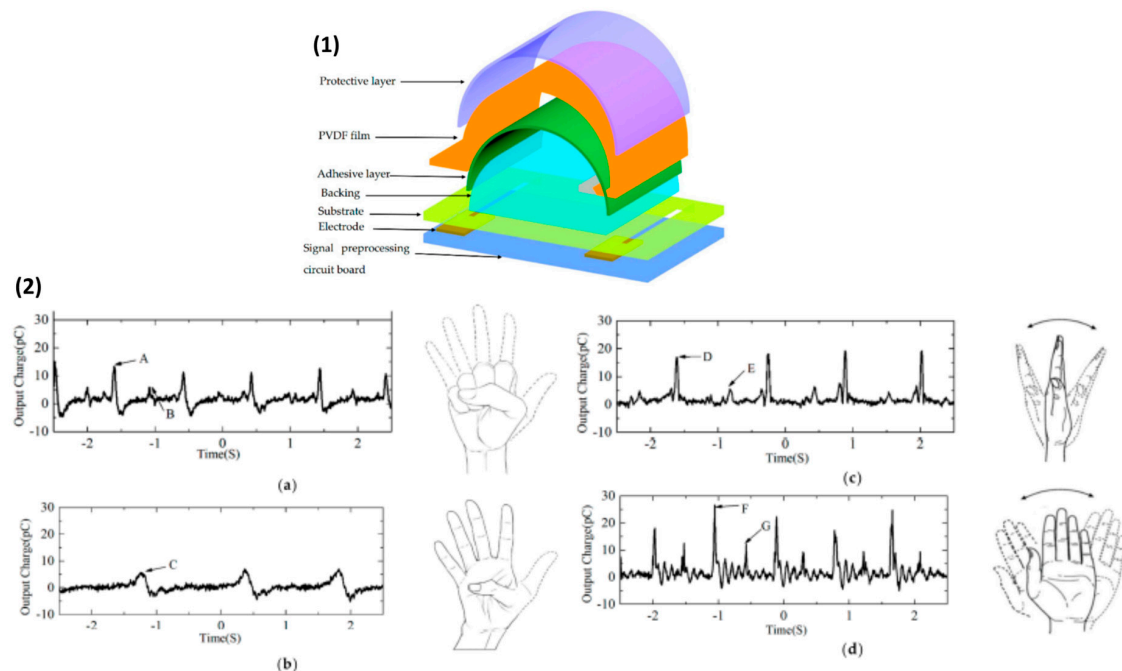 (1)
Protective layer
PVDF film
Adhesive layer
Backing
Substrate
Electrode
Signal preprocessing
circuit board
(2)
Output Charge(pC)
30
20
10
0
-10
A
B
-2
-1
0
1
2
Time(S)
(a)
Output Charge(pC)
30
20
10
0
-10
C
-2
-1
0
1
2
Time(S)
(b)
Output Charge(pC)
30
20
10
0
-10
D
E
-2
-1
0
1
2
Time(S)
(c)
Output Charge(pC)
30
20
10
0
-10
F
G
-2
-1
0
1
2
Time(S)
(d)